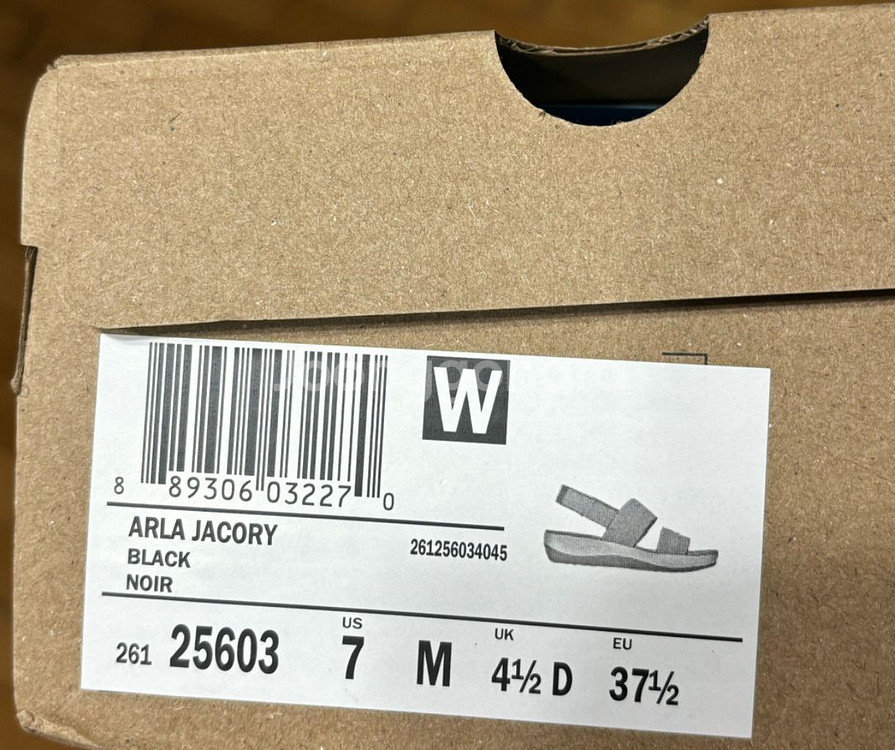 W
8 89306 03227 0
ARLA JACORY
BLACK
NOIR
261256034045
261 25603
US
7
M
UK
4½ D
EU
37½